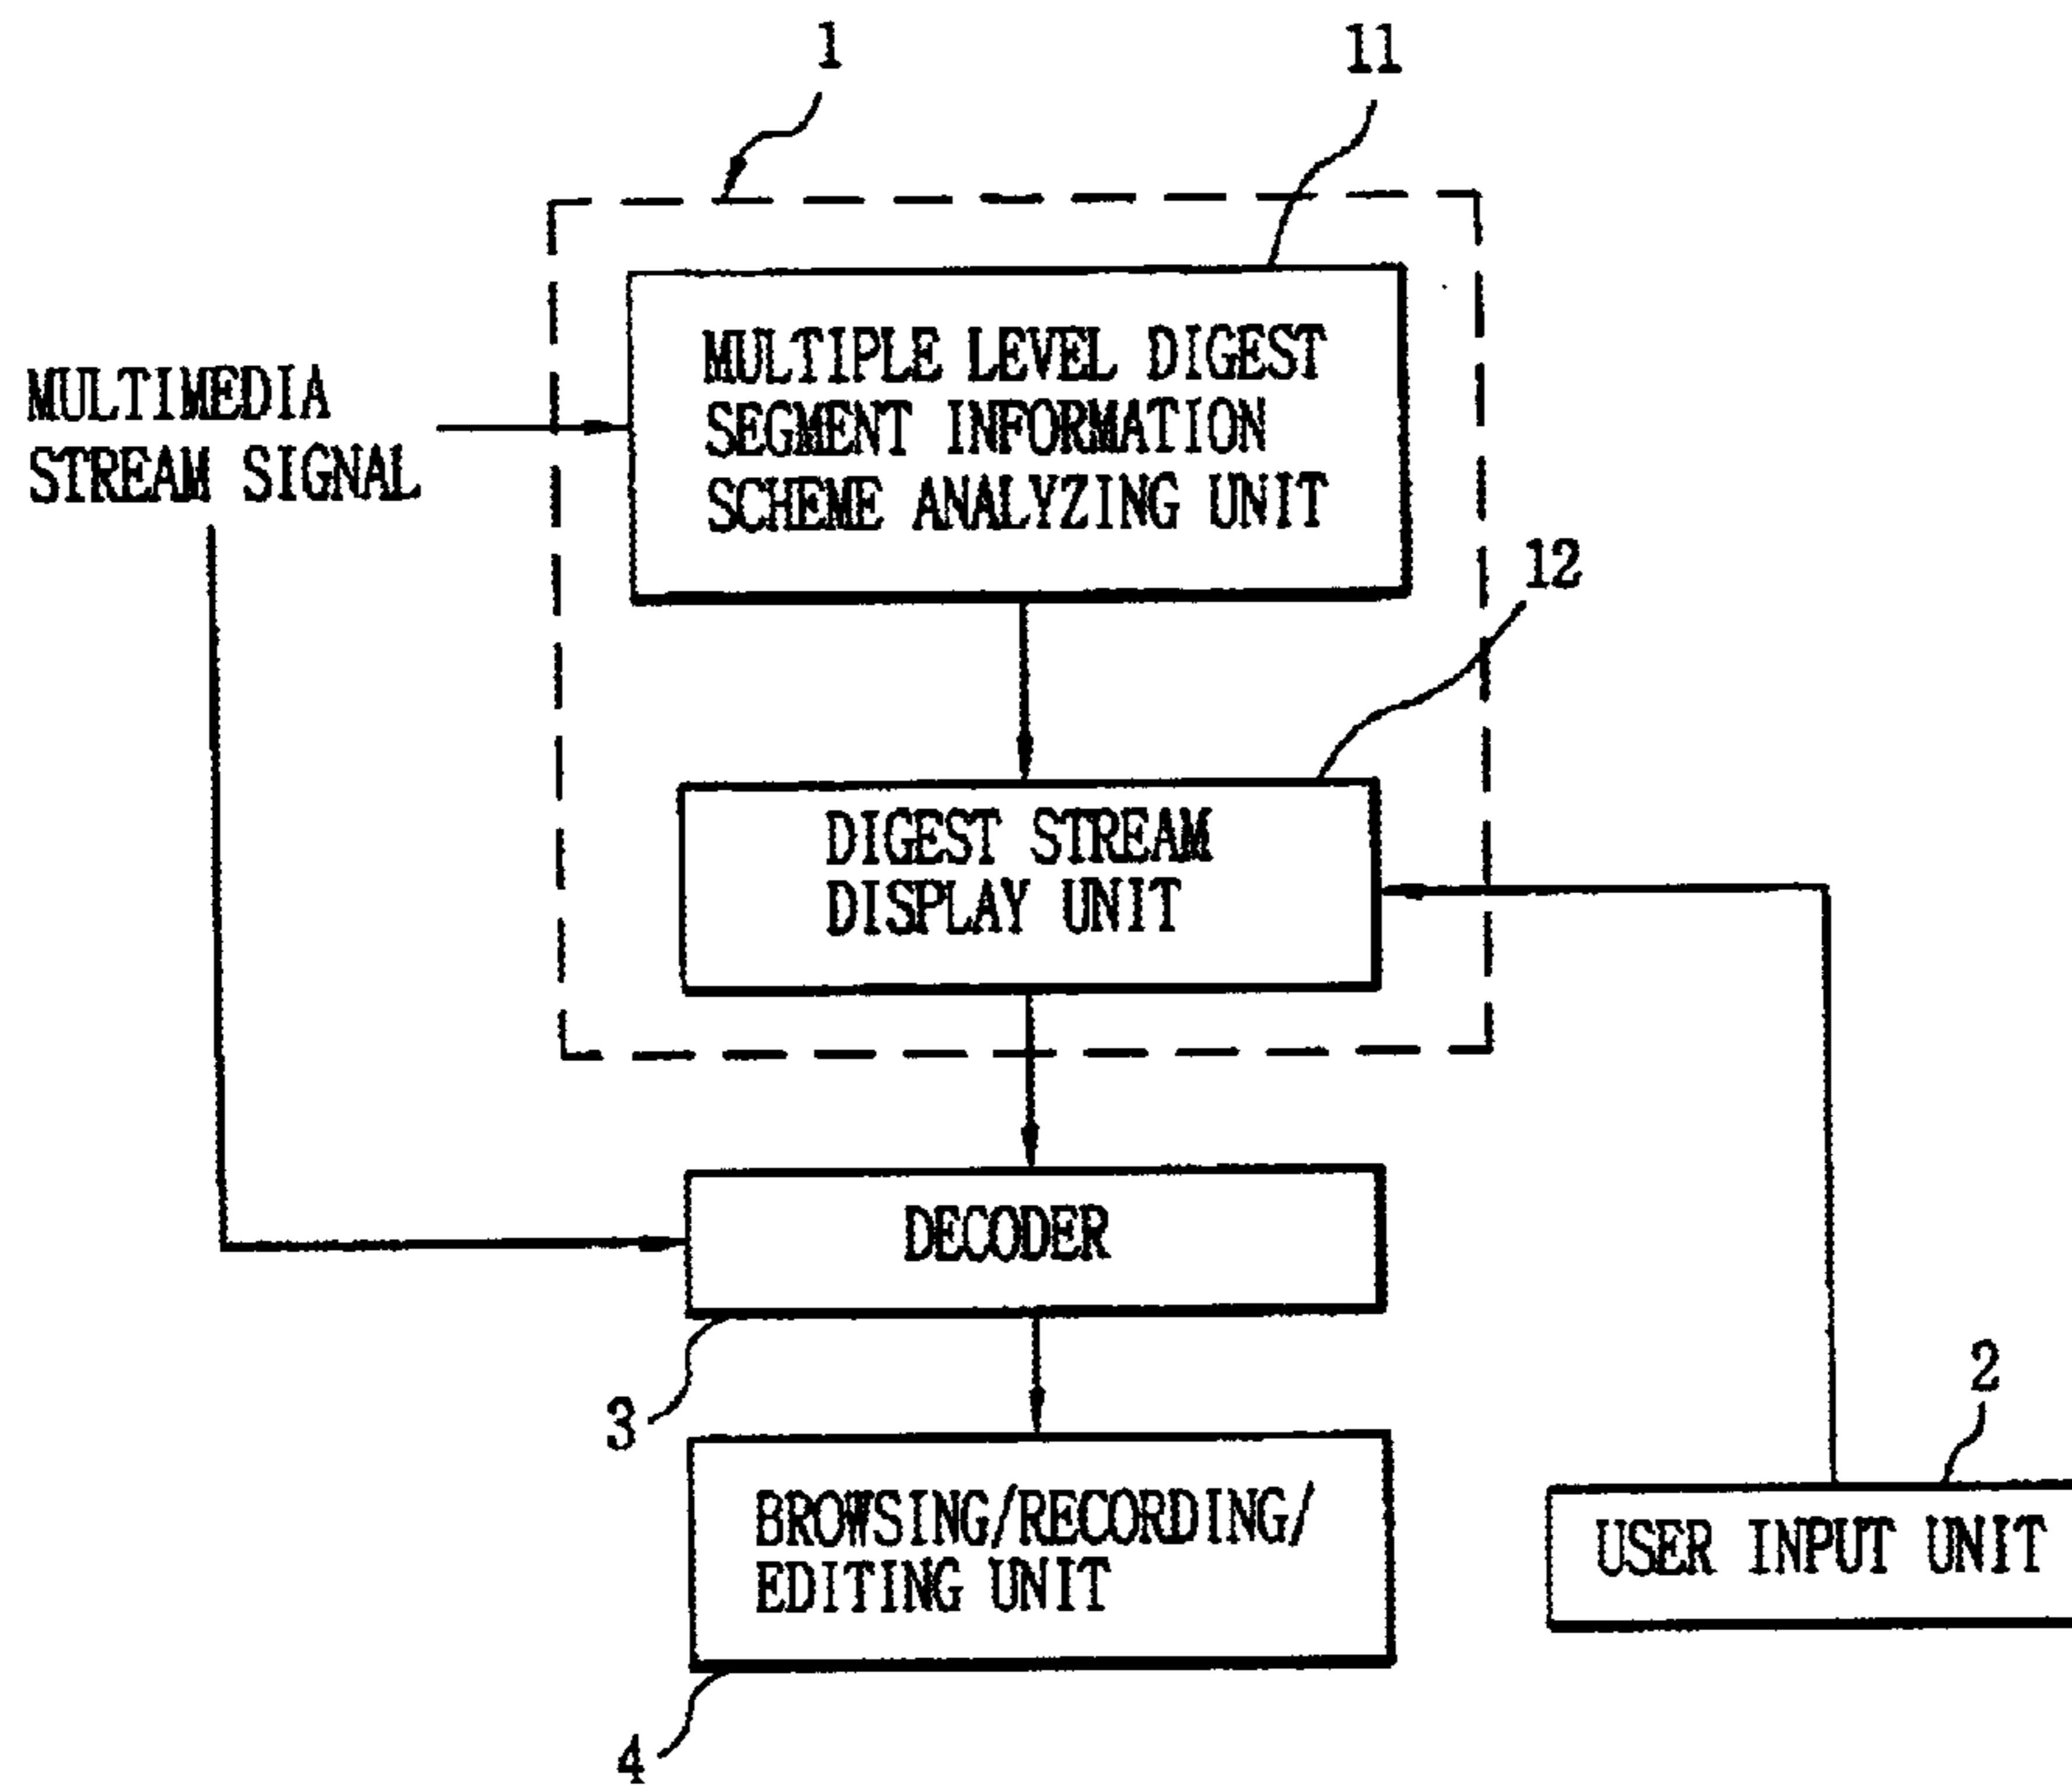 1
11
MULTIPLE LEVEL DIGEST
SEGMENT INFORMATION
SCHEME ANALYZING UNIT
MULTIMEDIA
STREAM SIGNAL
12
DIGEST STREAM
DISPLAY UNIT
DECODER
3
2
BROWSING/RECORDING/
EDITING UNIT
USER INPUT UNIT
4